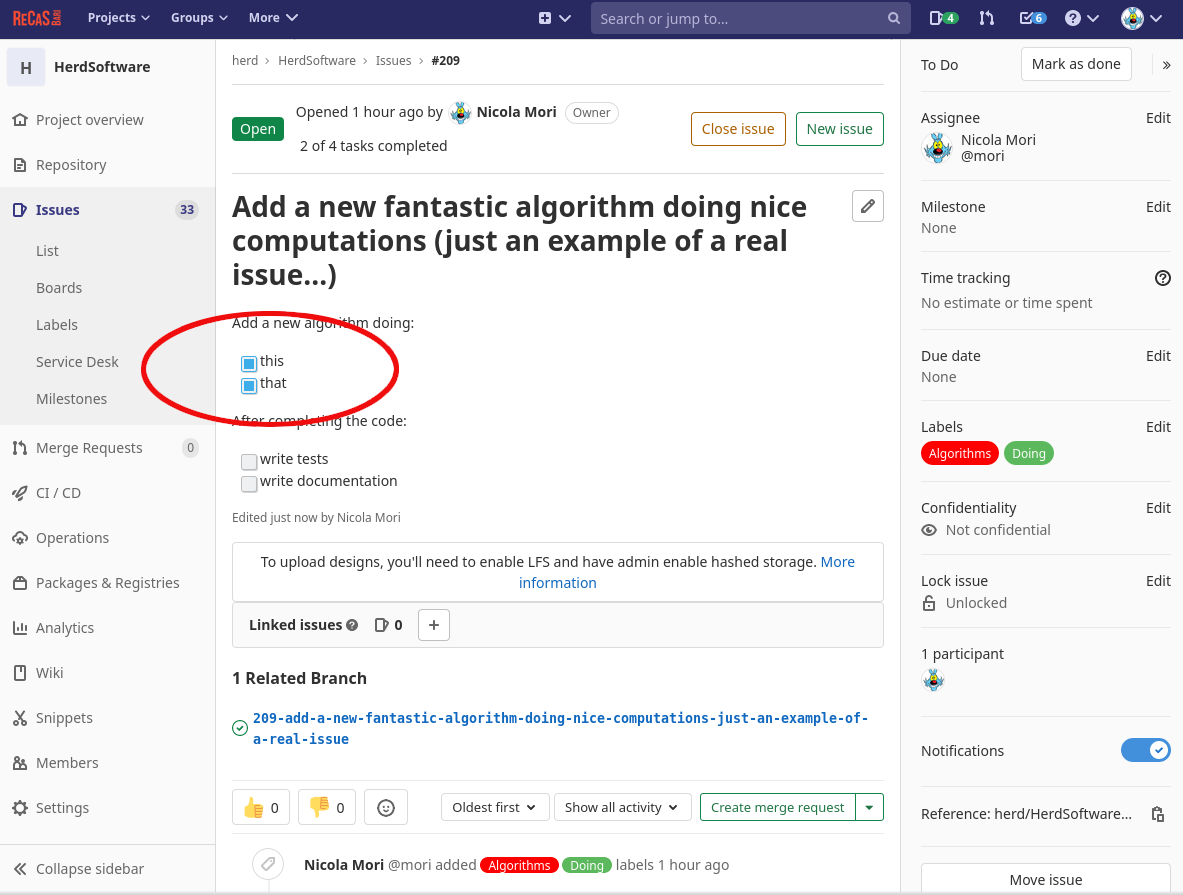 ReCaS BARI
Projects Groups More Search or jump to... 4 6
H HerdSoftware
Project overview
Repository
Issues 33
List
Boards
Labels
Service Desk
Milestones
Merge Requests 0
CI / CD
Operations
Packages & Registries
Analytics
Wiki
Snippets
Members
Settings
Collapse sidebar
herd › HerdSoftware › Issues › #209
Open
Opened 1 hour ago by Nicola Mori Owner
2 of 4 tasks completed
Close issue New issue
Add a new fantastic algorithm doing nice
computations (just an example of a real
issue...)
Add a new algorithm doing:
this
that
After completing the code:
write tests
write documentation
Edited just now by Nicola Mori
To upload designs, you'll need to enable LFS and have admin enable hashed storage. More
information
Linked issues ? 0 +
1 Related Branch
209-add-a-new-fantastic-algorithm-doing-nice-computations-just-an-example-of-
a-real-issue
0 0 Oldest first Show all activity Create merge request
Nicola Mori @mori added Algorithms Doing labels 1 hour ago
To Do Mark as done »
Assignee Edit
Nicola Mori
@mori
Milestone Edit
None
Time tracking ?
No estimate or time spent
Due date Edit
None
Labels Edit
Algorithms Doing
Confidentiality Edit
Not confidential
Lock issue Edit
Unlocked
1 participant
Notifications
Reference: herd/HerdSoftware...
Move issue